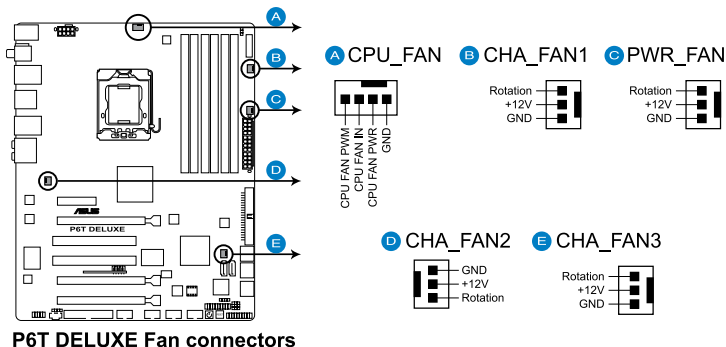 A
B
C
D
E
ASUS
P6T DELUXE
P6T DELUXE Fan connectors
A CPU_FAN
CPU FAN PWM
CPU FAN IN
CPU FAN PWR
GND
B CHA_FAN1
Rotation
+12V
GND
C PWR_FAN
Rotation
+12V
GND
D CHA_FAN2
GND
+12V
Rotation
E CHA_FAN3
Rotation
+12V
GND